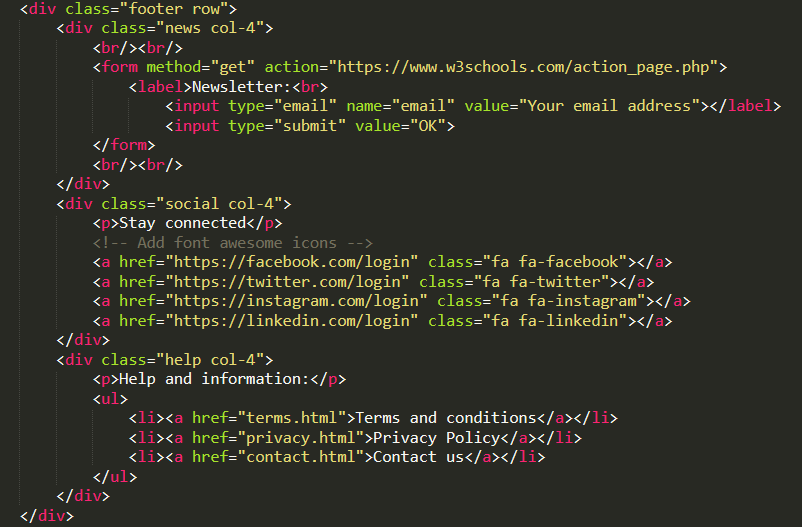 <div class="footer row">
    <div class="news col-4">
        <br/><br/>
        <form method="get" action="https://www.w3schools.com/action_page.php">
            <label>Newsletter:<br>
                <input type="email" name="email" value="Your email address"></label>
                <input type="submit" value="OK">
        </form>
        <br/><br/>
    </div>
    <div class="social col-4">
        <p>Stay connected</p>
        <!-- Add font awesome icons -->
        <a href="https://facebook.com/login" class="fa fa-facebook"></a>
        <a href="https://twitter.com/login" class="fa fa-twitter"></a>
        <a href="https://instagram.com/login" class="fa fa-instagram"></a>
        <a href="https://linkedin.com/login" class="fa fa-linkedin"></a>
    </div>
    <div class="help col-4">
        <p>Help and information:</p>
        <ul>
            <li><a href="terms.html">Terms and conditions</a></li>
            <li><a href="privacy.html">Privacy Policy</a></li>
            <li><a href="contact.html">Contact us</a></li>
        </ul>
    </div>
</div>